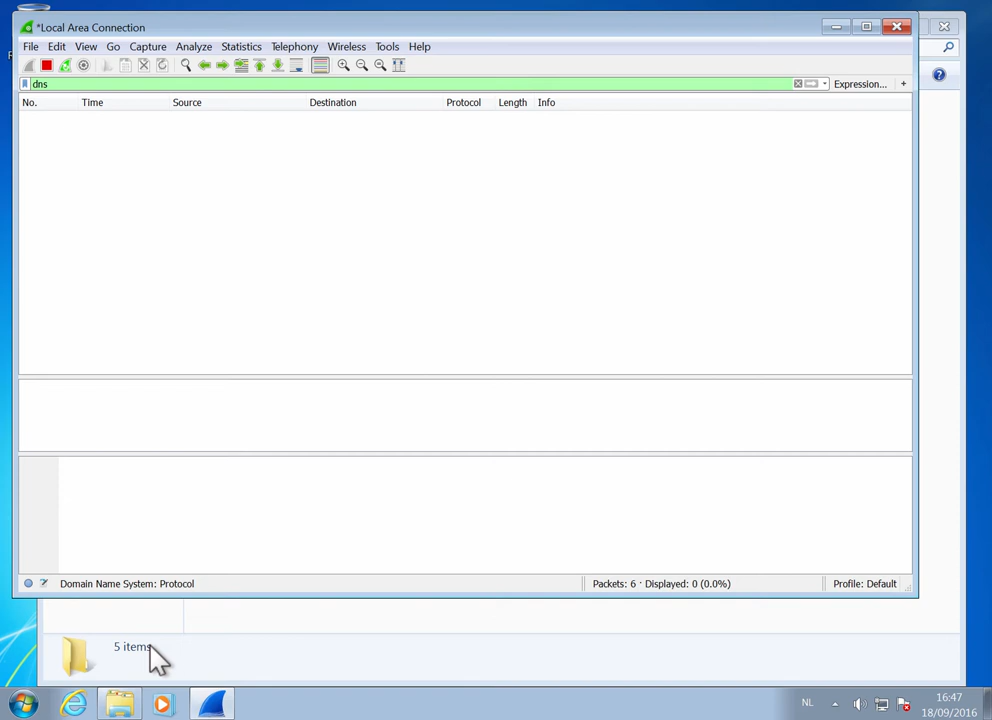 *Local Area Connection
File Edit View Go Capture Analyze Statistics Telephony Wireless Tools Help
dns Expression... +
No. Time Source Destination Protocol Length Info
Domain Name System: Protocol Packets: 6 · Displayed: 0 (0.0%) Profile: Default
5 items
NL 16:47
18/09/2016